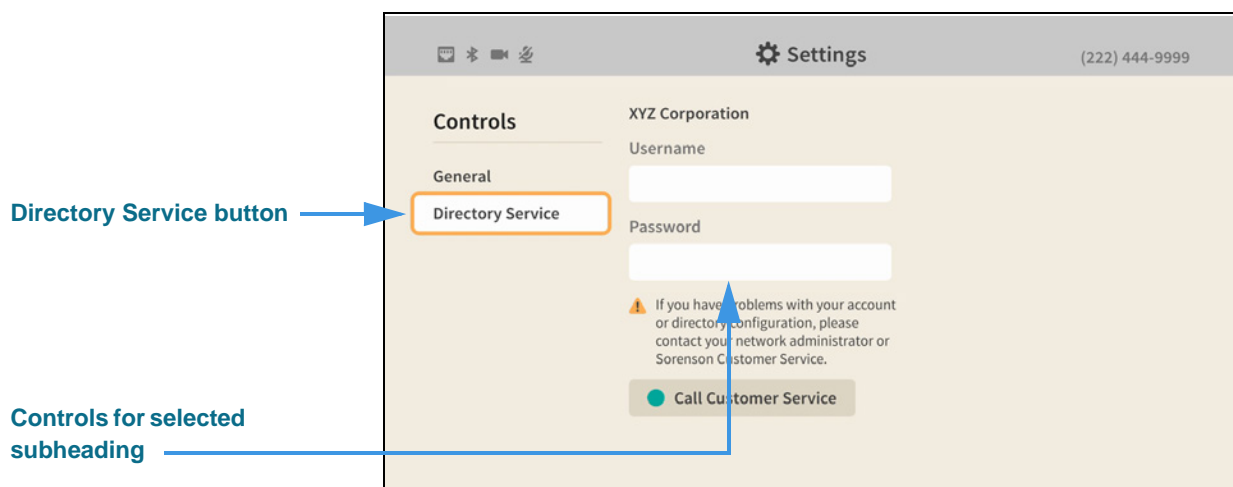 Settings
(222) 444-9999
Controls
General
Directory Service
XYZ Corporation
Username
Password
If you have problems with your account
or directory configuration, please
contact your network administrator or
Sorenson Customer Service.
Call Customer Service
Directory Service button
Controls for selected
subheading